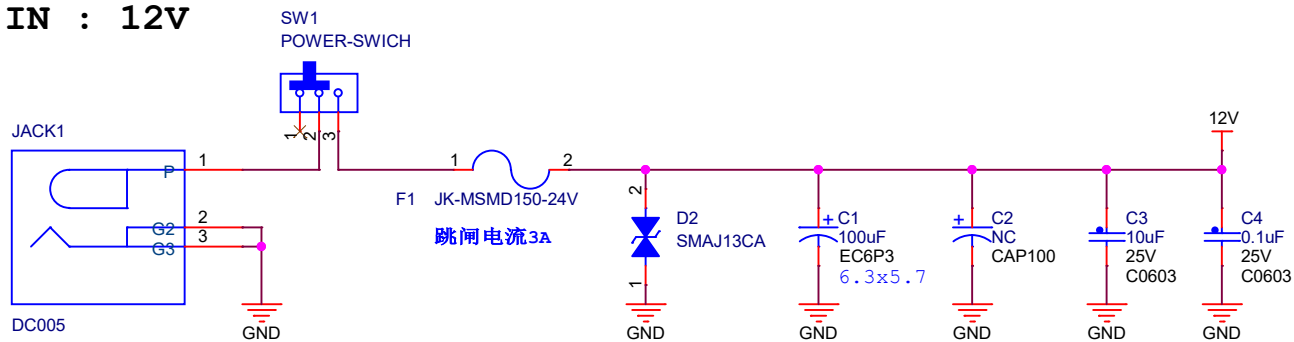 IN : 12V
SW1
POWER-SWICH
1
2
3
JACK1
P
1
G2
2
G3
3
DC005
GND
1
2
F1
JK-MSMD150-24V
跳闸电流3A
2
D2
SMAJ13CA
1
GND
C1
100uF
EC6P3
6.3x5.7
+
GND
C2
NC
CAP100
+
GND
C3
10uF
25V
C0603
GND
12V
C4
0.1uF
25V
C0603
GND